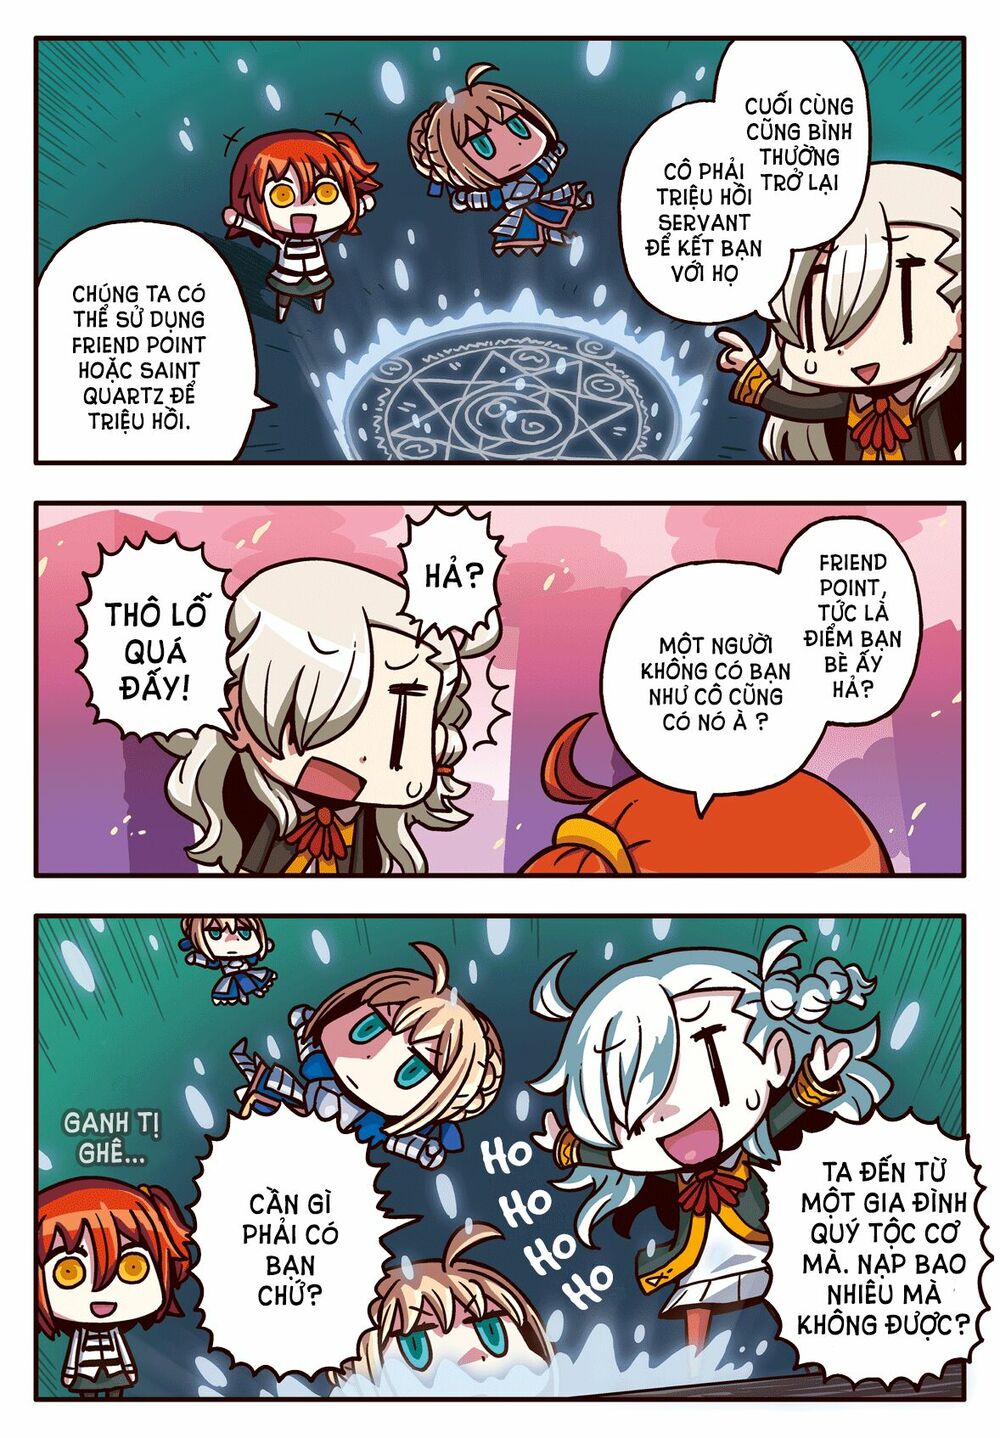 CUỐI CÙNG
CŨNG BÌNH
THƯỜNG
TRỞ LẠI
CÔ PHẢI
TRIỆU HỒI
SERVANT
ĐỂ KẾT BẠN
VỚI HỌ
CHÚNG TA CÓ
THỂ SỬ DỤNG
FRIEND POINT
HOẶC SAINT
QUARTZ ĐỂ
TRIỆU HỒI.
FRIEND
POINT,
TỨC LÀ
ĐIỂM BẠN
BÈ ẤY
HẢ?
MỘT NGƯỜI
KHÔNG CÓ BẠN
NHƯ CÔ CŨNG
CÓ NÓ À ?
HẢ?
THÔ LỖ
QUÁ
ĐẤY!
TA ĐẾN TỪ
MỘT GIA ĐÌNH
QUÝ TỘC CƠ
MÀ. NẠP BAO
NHIÊU MÀ
KHÔNG ĐƯỢC?
HO
HO
HO
HO
CẦN GÌ
PHẢI CÓ
BẠN
CHỨ?
GANH TỊ
GHÊ...